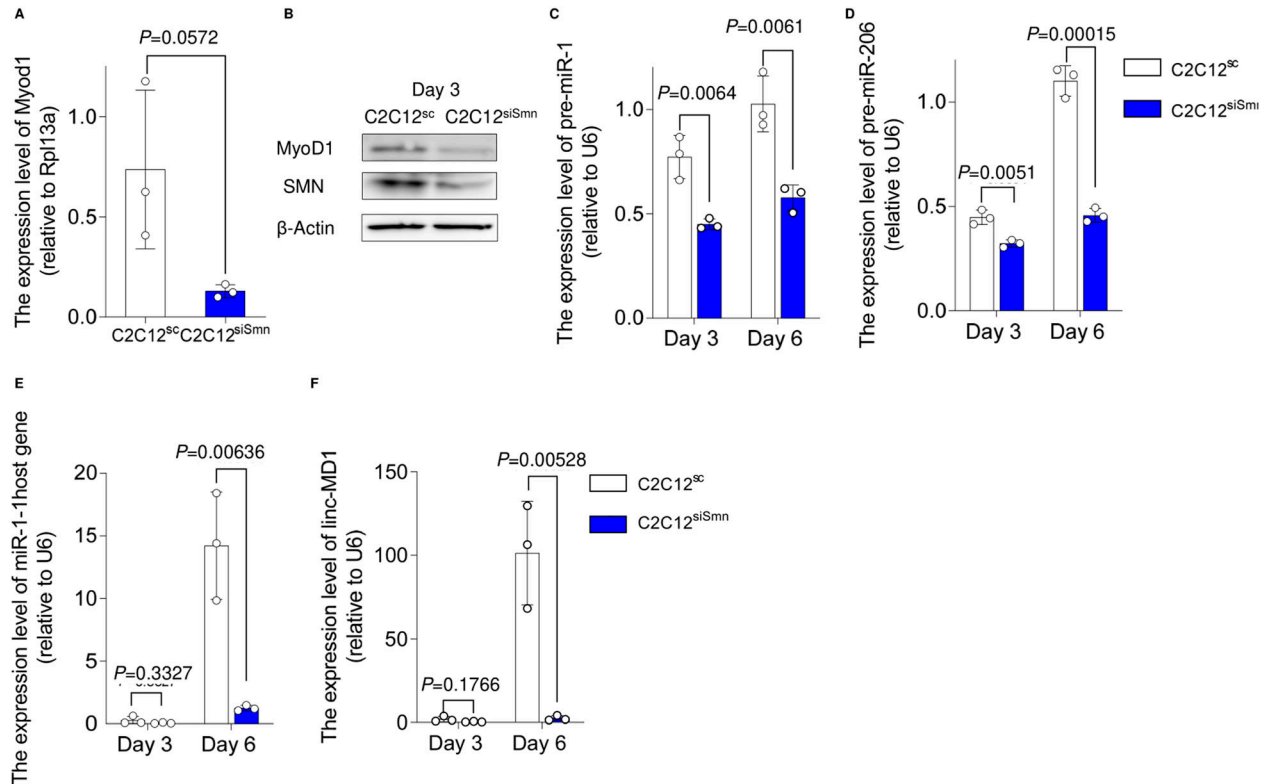 A
P=0.0572
The expression level of Myod1
(relative to Rpl13a)
1.0
0.5
0.0
C2C12sc C2C12siSmn
B
Day 3
C2C12sc C2C12siSmn
MyoD1
SMN
β-Actin
C
P=0.0061
P=0.0064
The expression level of pre-miR-1
(relative to U6)
1.0
0.5
0.0
Day 3 Day 6
D
P=0.00015
P=0.0051
The expression level of pre-miR-206
(relative to U6)
1.0
0.5
0.0
Day 3 Day 6
C2C12sc
C2C12siSm
E
P=0.00636
P=0.3327
The expression level of miR-1-1host gene
(relative to U6)
20
15
10
5
0
Day 3 Day 6
F
P=0.00528
P=0.1766
The expression level of linc-MD1
(relative to U6)
150
100
50
0
Day 3 Day 6
C2C12sc
C2C12siSmn